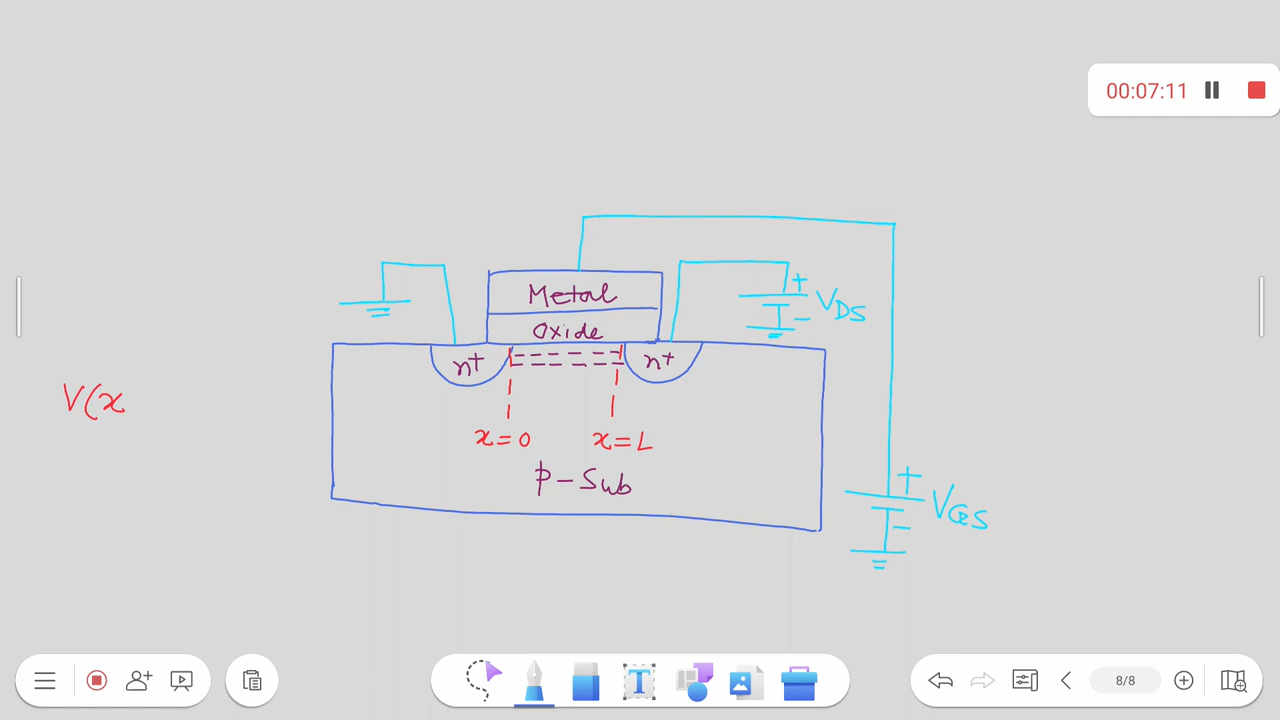 00:07:11
Metal
+
VDS
-
Oxide
n+ n+
V(x
x=0 x=L
p-Sub
+
VGS
-
8/8
T